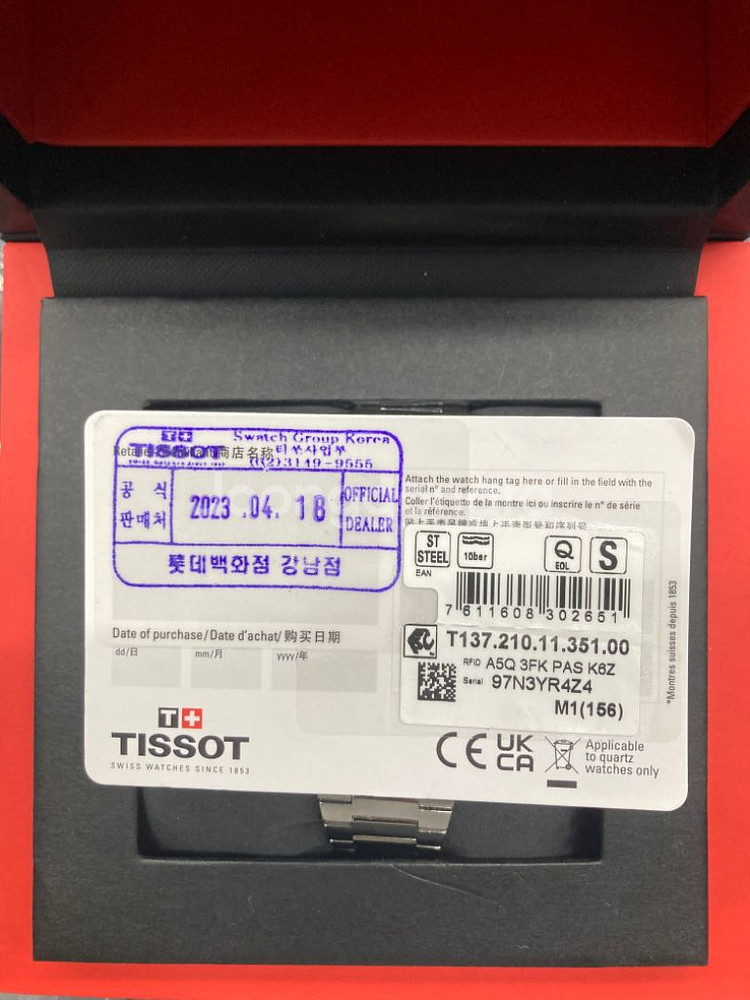 TISSOT
Swatch Group Korea
티쏘사업부
(02)3149-9555
商店名称
공 식
판매처
2023 .04. 18
OFFICIAL
DEALER
롯데백화점 강남점
Attach the watch hang tag here or fill in the field with the
serial n° and reference.
Coller l'étiquette de la montre ici ou inscrire le n° de série
et la référence.
ST
STEEL
10bar
Q
EOL
S
EAN
7 611608 302651
T137.210.11.351.00
RFID A5Q 3FK PAS K6Z
Serial 97N3YR4Z4
M1(156)
Date of purchase/Date d'achat/购买日期
dd/日
mm/月
yyyy/年
T+
TISSOT
SWISS WATCHES SINCE 1853
CE
UK
CA
Applicable
to quartz
watches only
*Montres suisses depuis 1853